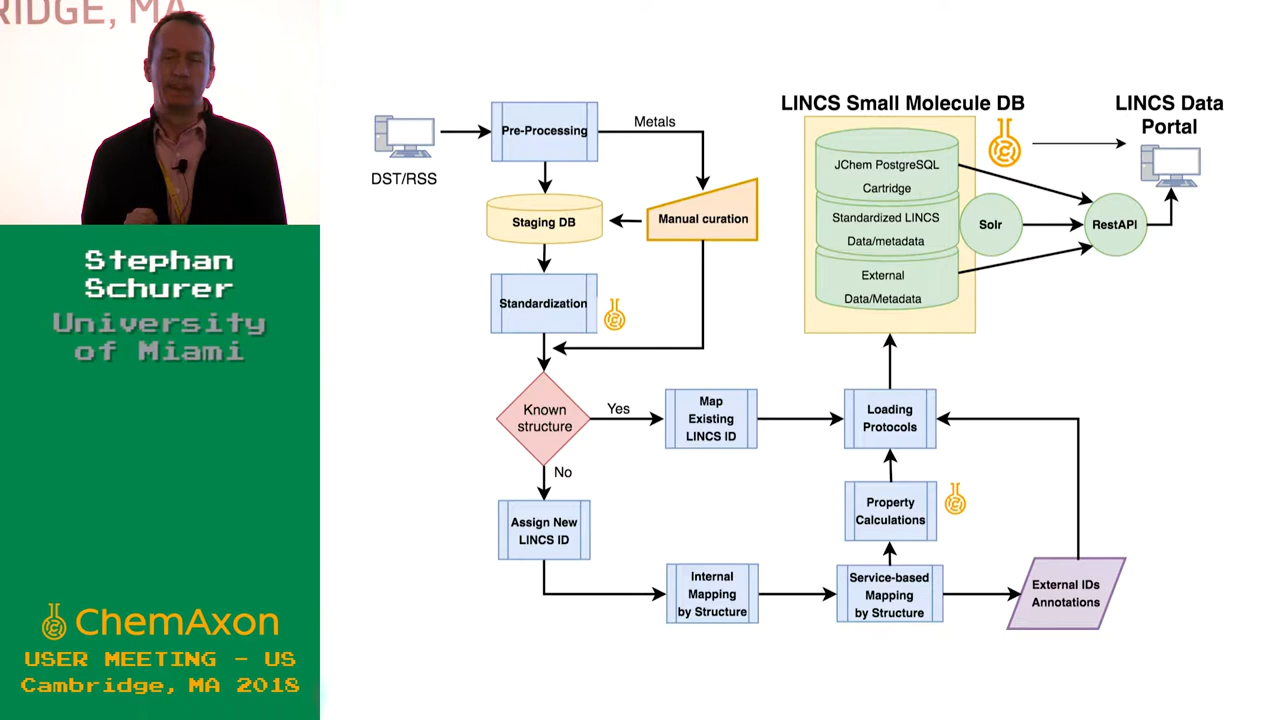 RIDGE, MA
Stephan
Schurer
University
of Miami
ChemAxon
USER MEETING - US
Cambridge, MA 2018
DST/RSS
Pre-Processing
Metals
Staging DB
Manual curation
Standardization
Known
structure
Yes
No
Map
Existing
LINCS ID
Assign New
LINCS ID
Internal
Mapping
by Structure
Service-based
Mapping
by Structure
Property
Calculations
Loading
Protocols
External IDs
Annotations
LINCS Small Molecule DB
JChem PostgreSQL
Cartridge
Standardized LINCS
Data/metadata
External
Data/Metadata
Solr
RestAPI
LINCS Data
Portal